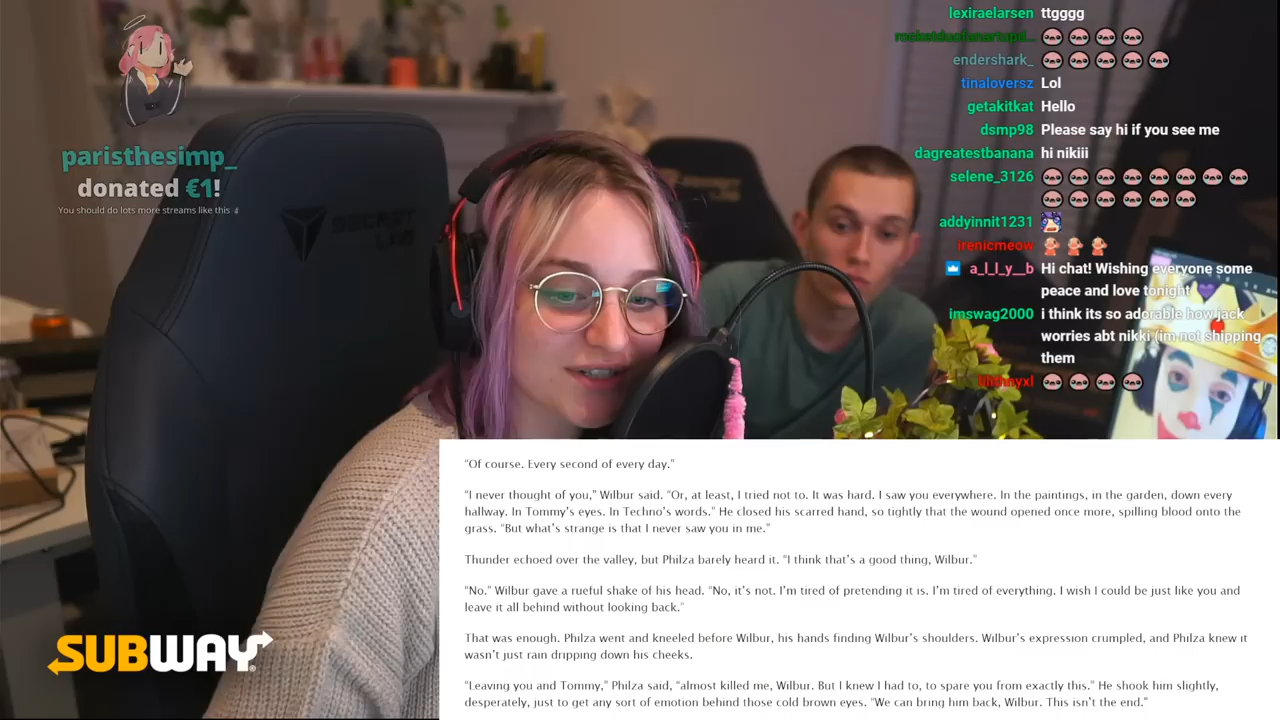 paristhesimp_
donated €1!
You should do lots more streams like this
SECRET
LAB
lexiraelarsen ttgggg
endershark_
tinaloversz Lol
getakitkat Hello
dsmp98 Please say hi if you see me
dagreatestbanana hi nikiii
selene_3126
addyinnit1231
irenicmeow
a_l_l_y__b Hi chat! Wishing everyone some
peace and love tonight
imswag2000 i think its so adorable how jack
worries abt nikki (im not shipping
them
SUBWAY
"Of course. Every second of every day."
"I never thought of you," Wilbur said. "Or, at least, I tried not to. It was hard. I saw you everywhere. In the paintings, in the garden, down every
hallway. In Tommy's eyes. In Techno's words." He closed his scarred hand, so tightly that the wound opened once more, spilling blood onto the
grass. "But what's strange is that I never saw you in me."
Thunder echoed over the valley, but Philza barely heard it. "I think that's a good thing, Wilbur."
"No." Wilbur gave a rueful shake of his head. "No, it's not. I'm tired of pretending it is. I'm tired of everything. I wish I could be just like you and
leave it all behind without looking back."
That was enough. Philza went and kneeled before Wilbur, his hands finding Wilbur's shoulders. Wilbur's expression crumpled, and Philza knew it
wasn't just rain dripping down his cheeks.
"Leaving you and Tommy," Philza said, "almost killed me, Wilbur. But I knew I had to, to spare you from exactly this." He shook him slightly,
desperately, just to get any sort of emotion behind those cold brown eyes. "We can bring him back, Wilbur. This isn't the end."